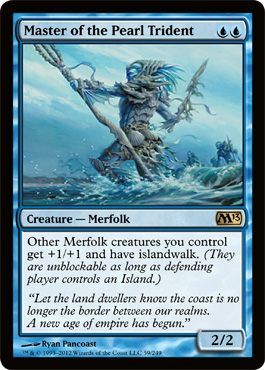 Master of the Pearl Trident
Creature — Merfolk
M13
Other Merfolk creatures you control
get +1/+1 and have islandwalk. (They
are unblockable as long as defending
player controls an Island.)
“Let the land dwellers know the coast is no
longer the border between our realms.
A new age of empire has begun.”
Ryan Pancoast
™ & © 1993–2012 Wizards of the Coast LLC 59/249
2/2